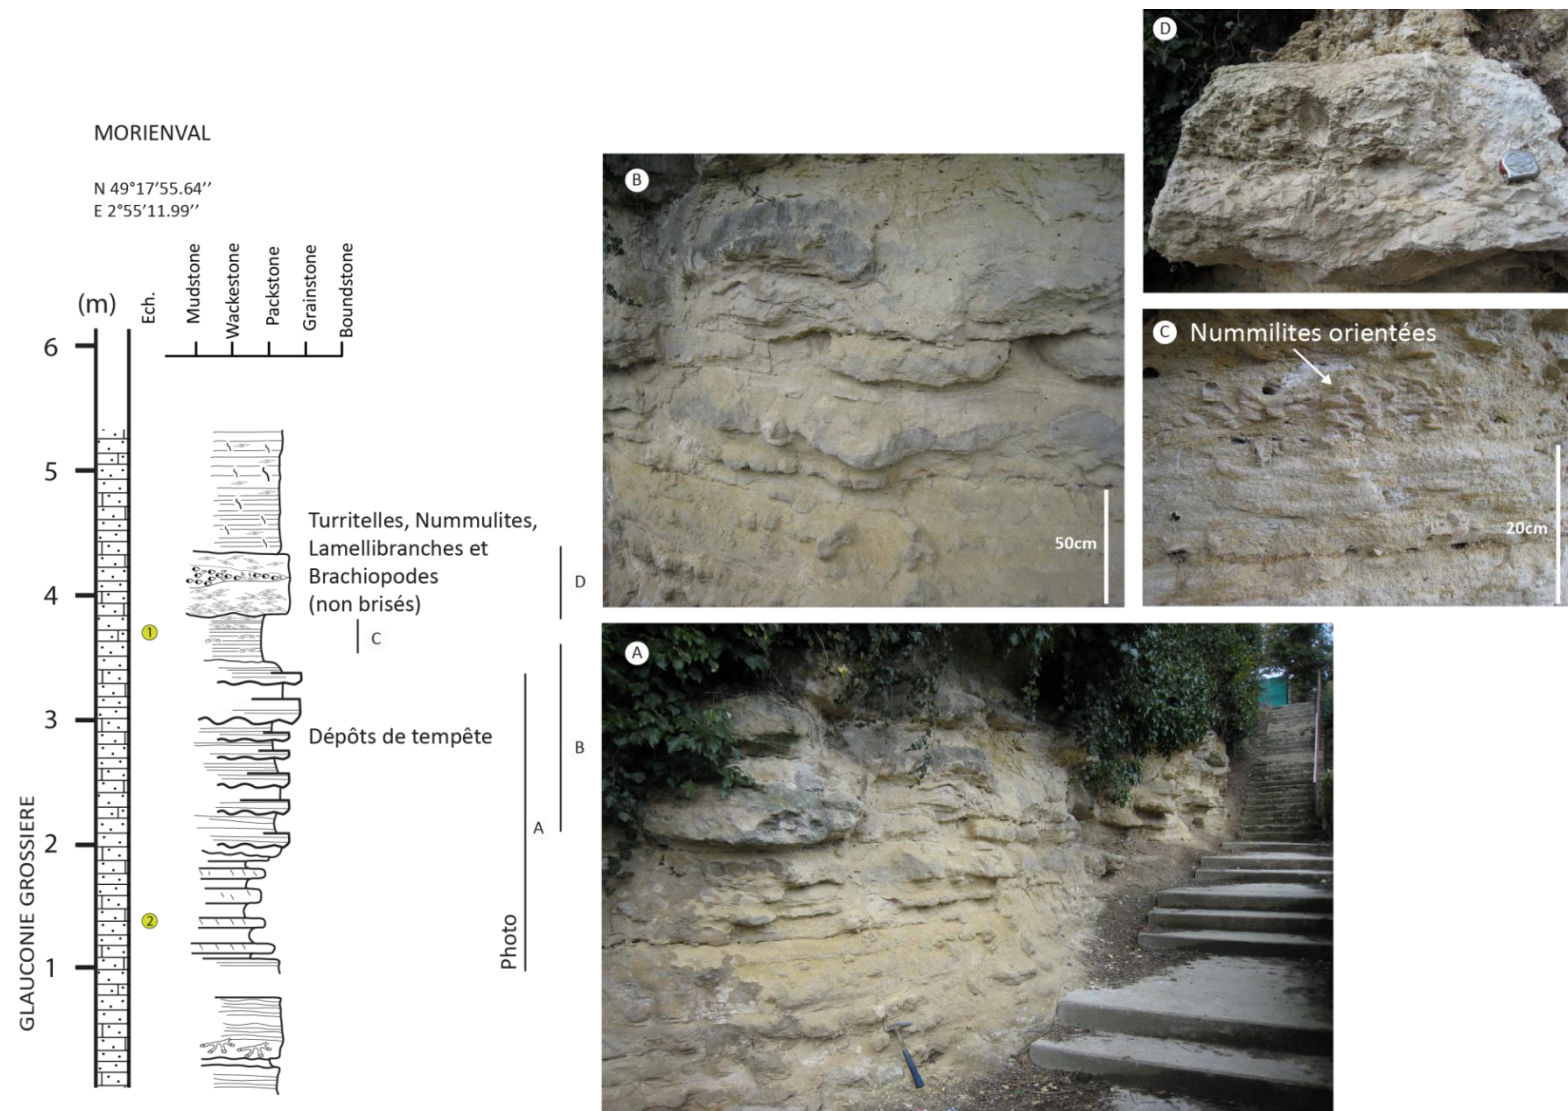 MORIENVAL
N 49°17'55.64''
E 2°55'11.99''
(m)
Ech.
Mudstone
Wackestone
Packstone
Grainstone
Boundstone
6
5
4
3
2
1
GLAUCONIE GROSSIERE
1
2
Turritelles, Nummulites,
Lamellibranches et
Brachiopodes
(non brisés)
Dépôts de tempête
D
C
B
A
Photo
B
50cm
D
C Nummilites orientées
20cm
A